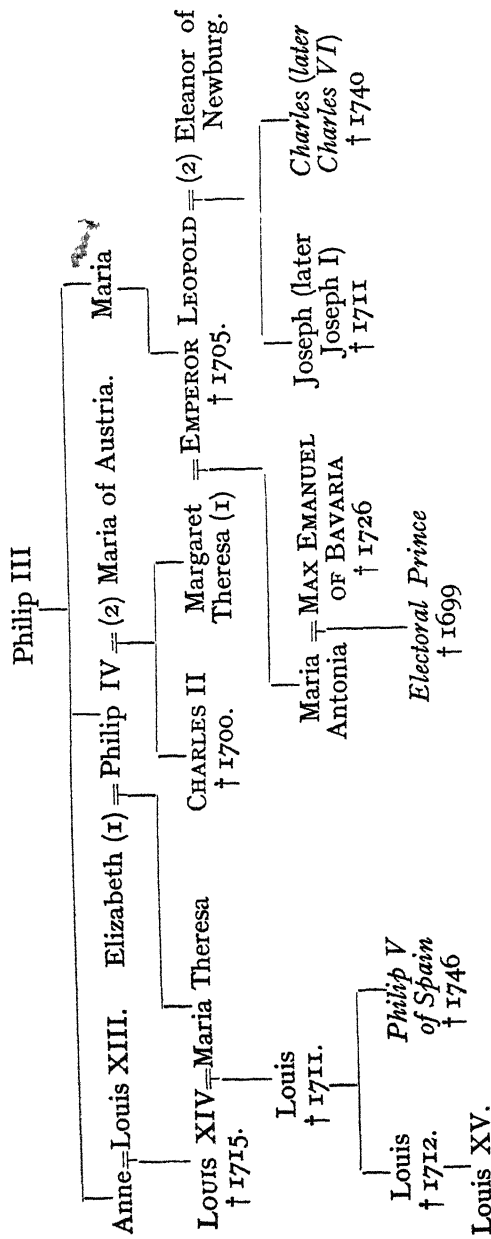 Philip III
Anne=Louis XIII. Elizabeth (1)=Philip IV=(2) Maria of Austria. Maria
LOUIS XIV=Maria Theresa CHARLES II Margaret =EMPEROR LEOPOLD=(2) Eleanor of
† 1715. † 1700. Theresa (1) † 1705. Newburg.
Louis Maria = MAX EMANUEL Joseph (later Charles (later
† 1711. Antonia OF BAVARIA Joseph I) Charles VI)
† 1726 † 1711 † 1740
Louis Philip V Electoral Prince
† 1712. of Spain † 1699
† 1746
Louis XV.